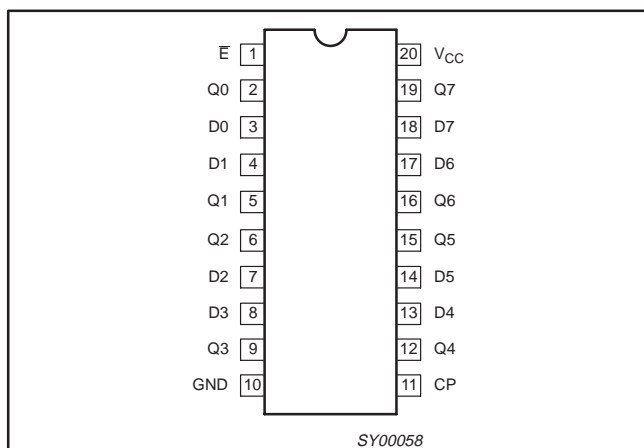 E̅ 1 20 VCC
Q0 2 19 Q7
D0 3 18 D7
D1 4 17 D6
Q1 5 16 Q6
Q2 6 15 Q5
D2 7 14 D5
D3 8 13 D4
Q3 9 12 Q4
GND 10 11 CP
SY00058